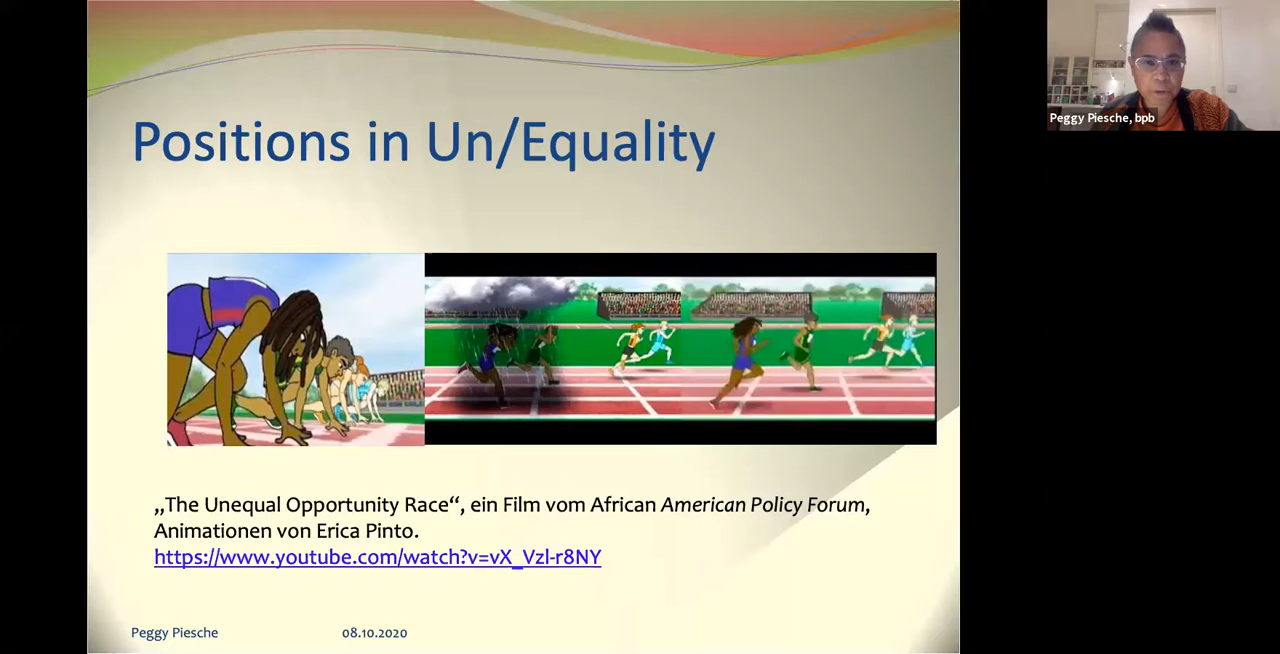 Positions in Un/Equality
„The Unequal Opportunity Race“, ein Film vom African American Policy Forum,
Animationen von Erica Pinto.
https://www.youtube.com/watch?v=vX_Vzl-r8NY
Peggy Piesche 08.10.2020
Peggy Piesche, bpb